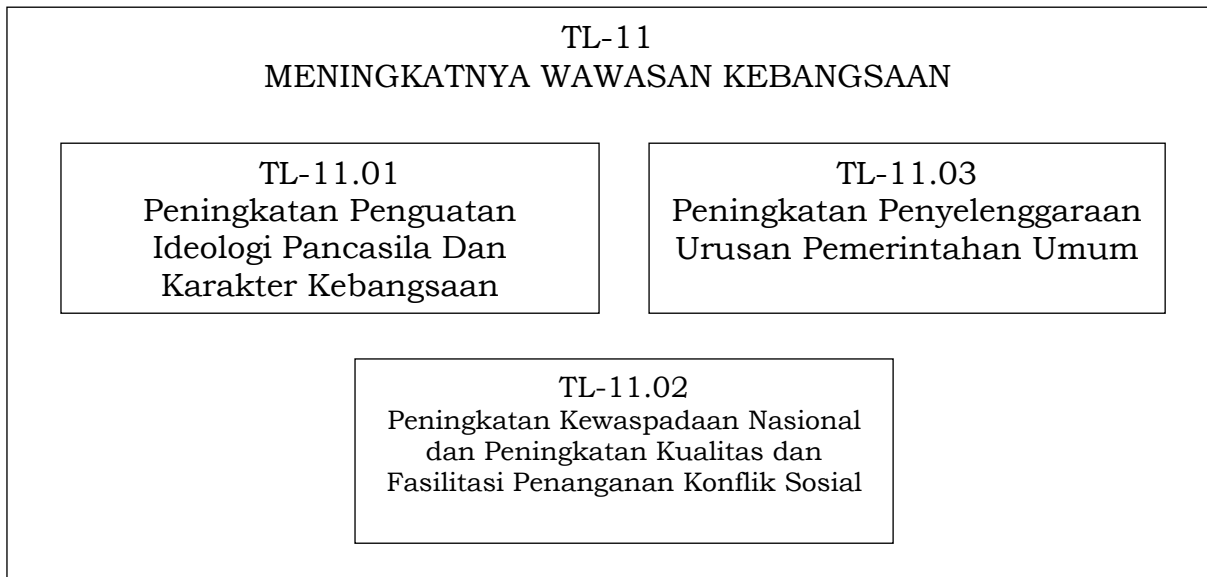 TL-11
MENINGKATNYA WAWASAN KEBANGSAAN
TL-11.01
Peningkatan Penguatan
Ideologi Pancasila Dan
Karakter Kebangsaan
TL-11.03
Peningkatan Penyelenggaraan
Urusan Pemerintahan Umum
TL-11.02
Peningkatan Kewaspadaan Nasional
dan Peningkatan Kualitas dan
Fasilitasi Penanganan Konflik Sosial